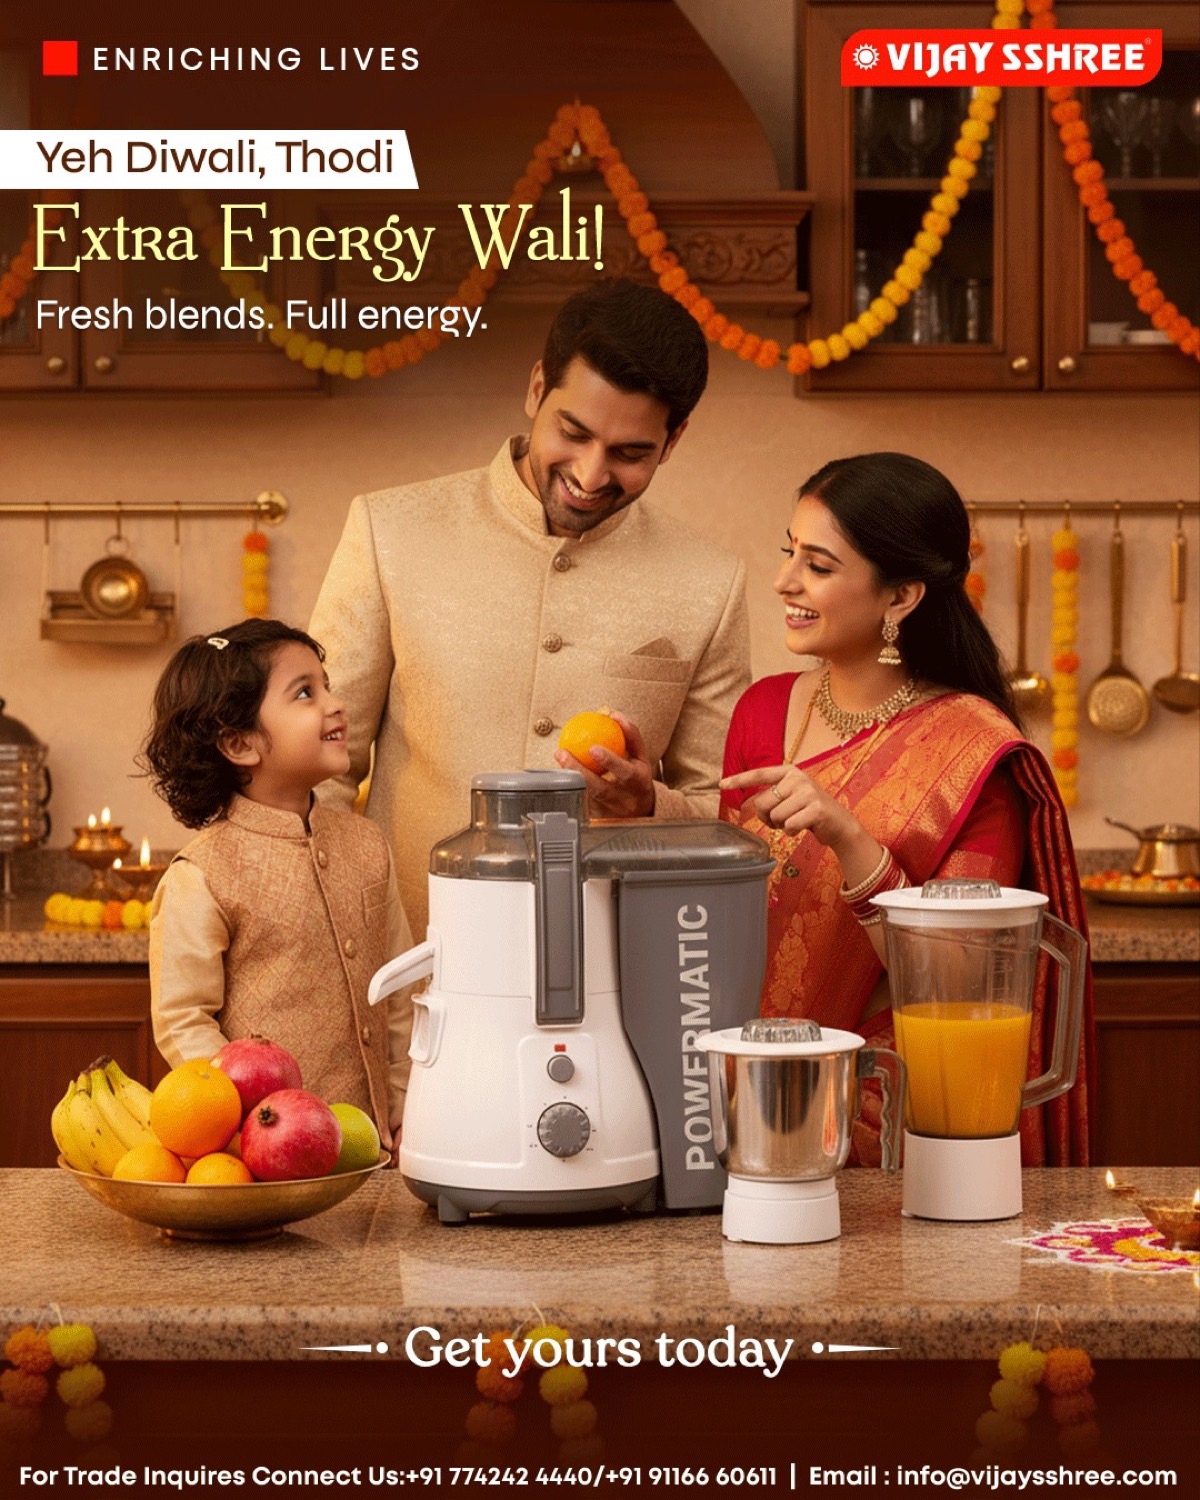 ENRICHING LIVES
VIJAY SSHREE®
Yeh Diwali, Thodi
Extra Energy Wali!
Fresh blends. Full energy.
POWERMATIC
Get yours today
For Trade Inquires Connect Us:+91 774242 4440/+91 91166 60611 | Email : info@vijaysshree.com